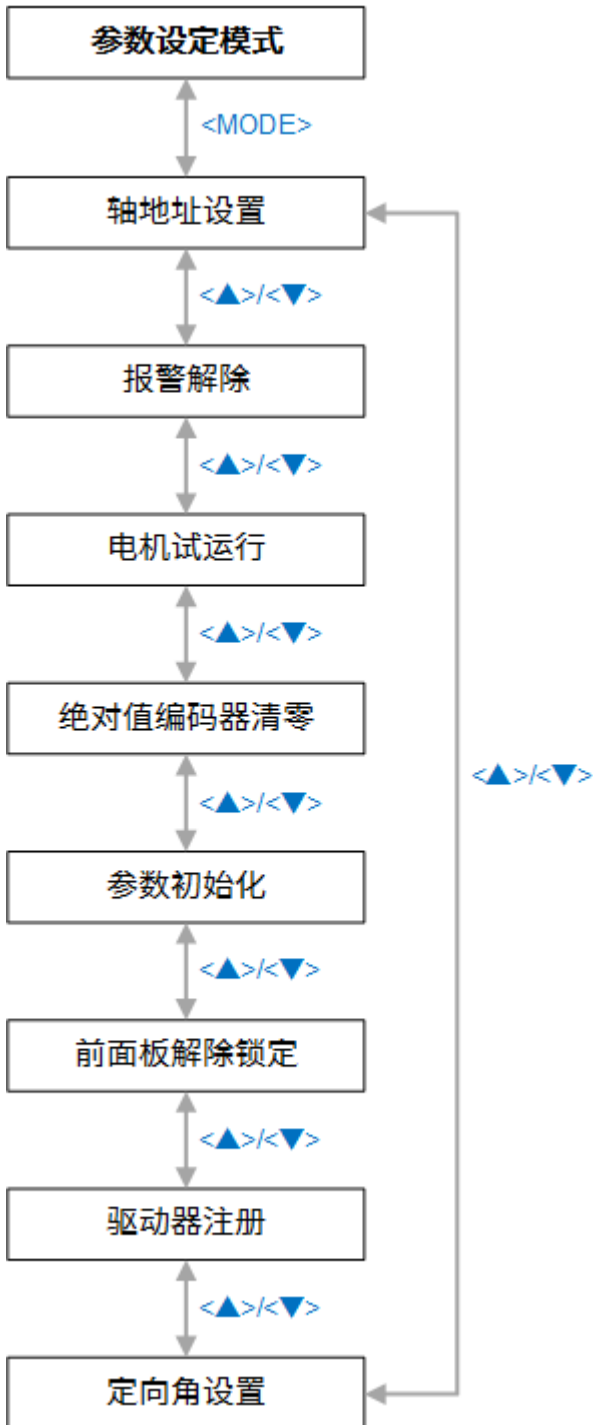 参数设定模式
<MODE>
轴地址设置
<▲>/<▼>
报警解除
<▲>/<▼>
电机试运行
<▲>/<▼>
绝对值编码器清零
<▲>/<▼>
<▲>/<▼>
参数初始化
<▲>/<▼>
前面板解除锁定
<▲>/<▼>
驱动器注册
<▲>/<▼>
定向角设置